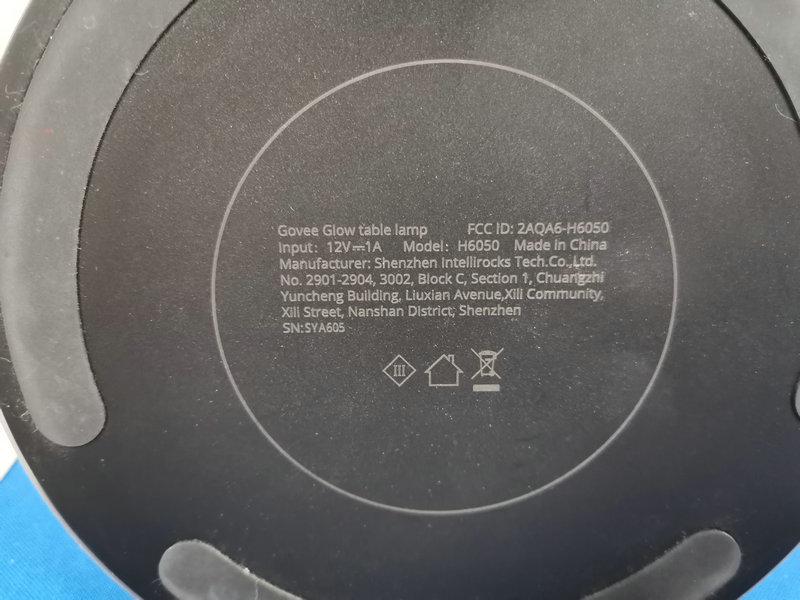 Govee Glow table lamp FCC ID: 2AQA6-H6050
Input: 12V⎓1A Model: H6050 Made in China
Manufacturer: Shenzhen Intellirocks Tech.Co.,Ltd.
No. 2901-2904, 3002, Block C, Section 1, Chuangzhi
Yuncheng Building, Liuxian Avenue,Xili Community,
Xili Street, Nanshan District, Shenzhen
SN:SYA605
III